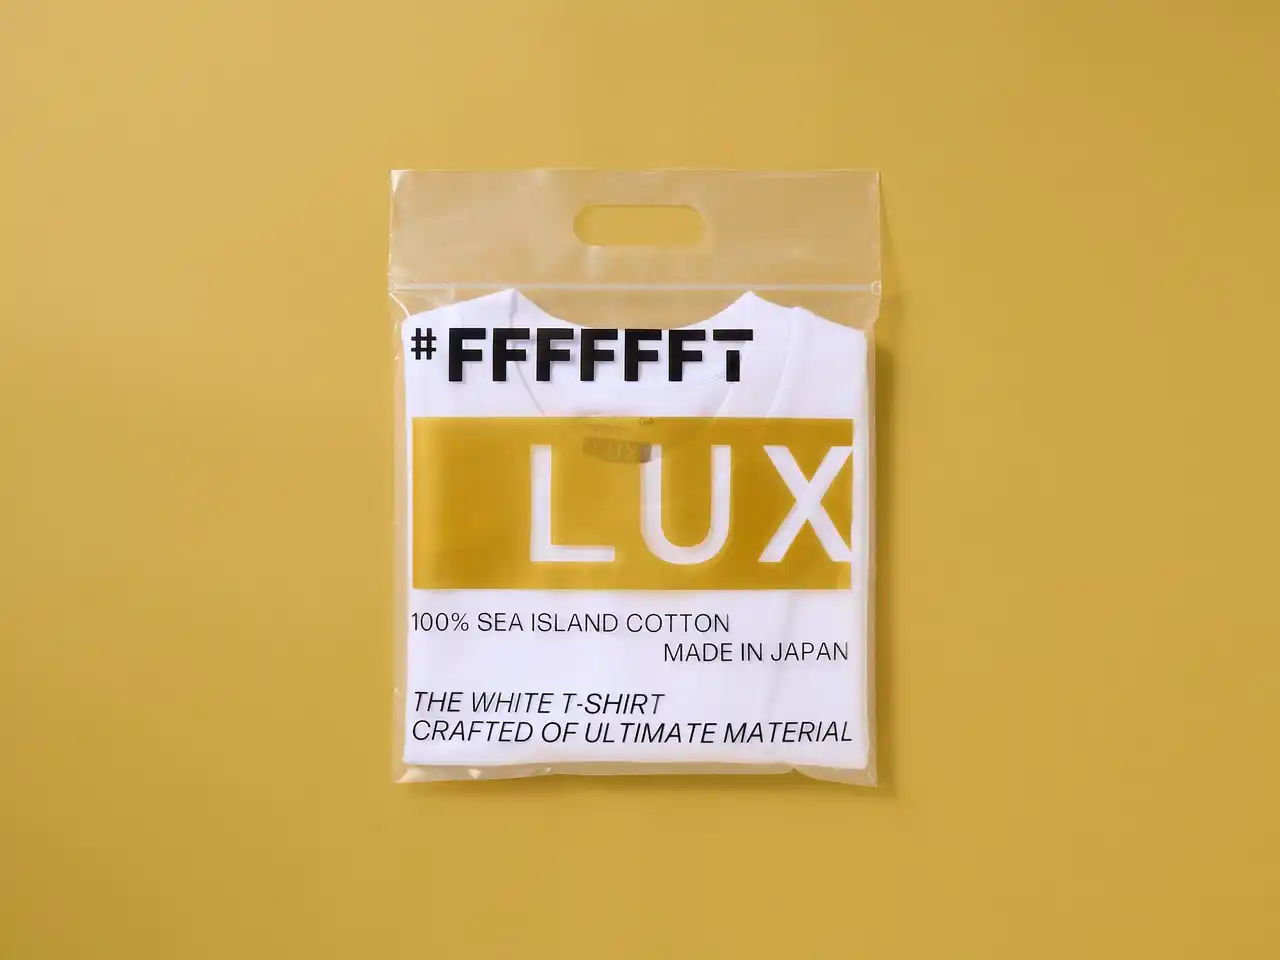 #FFFFFFT
LUX
100% SEA ISLAND COTTON
MADE IN JAPAN
THE WHITE T-SHIRT
CRAFTED OF ULTIMATE MATERIAL